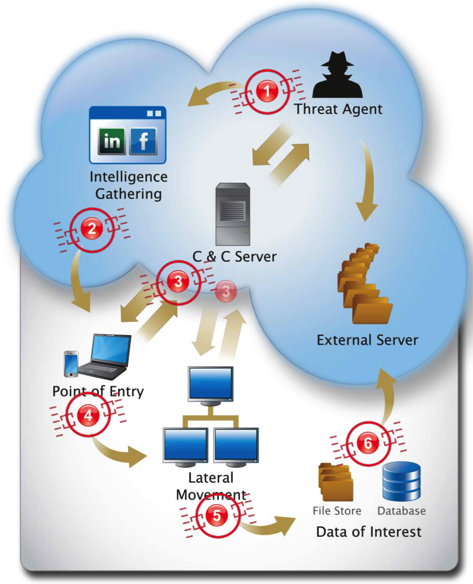 1
Threat Agent
in f
Intelligence
Gathering
2
C & C Server
3
3
External Server
Point of Entry
4
Lateral
Movement
5
6
File Store
Database
Data of Interest